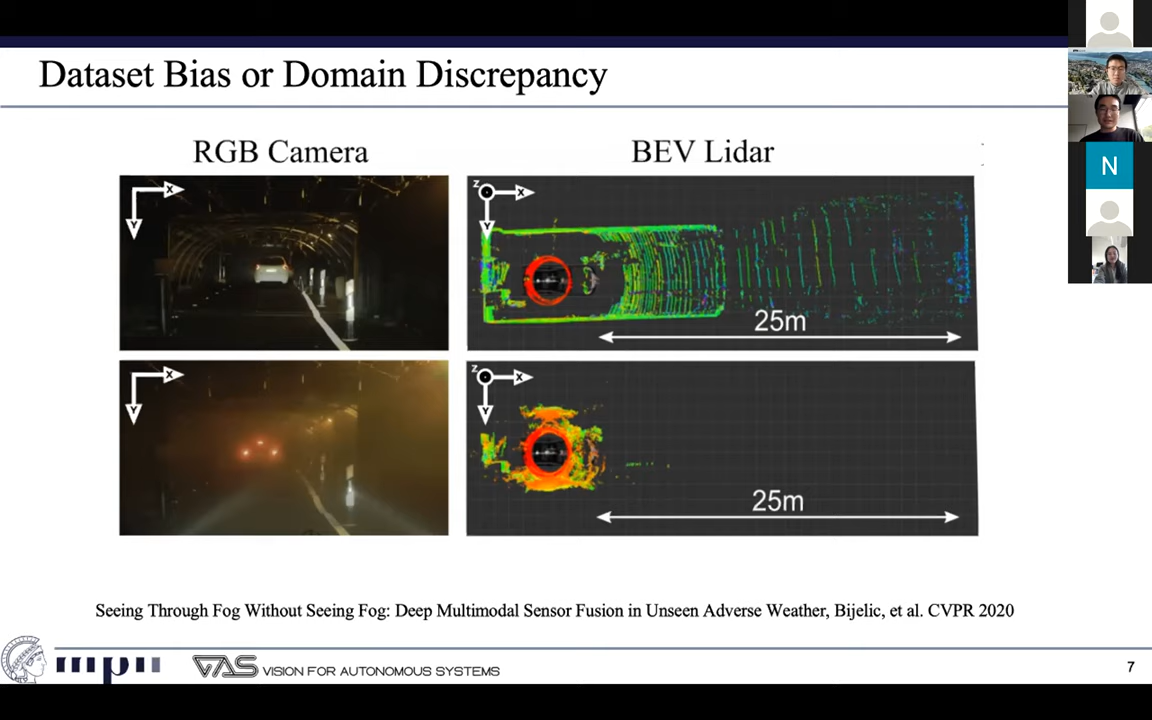 Dataset Bias or Domain Discrepancy
RGB Camera
BEV Lidar
X
Y
Z
X
Y
25m
X
Y
Z
X
Y
25m
Seeing Through Fog Without Seeing Fog: Deep Multimodal Sensor Fusion in Unseen Adverse Weather, Bijelic, et al. CVPR 2020
VAS VISION FOR AUTONOMOUS SYSTEMS
7
N